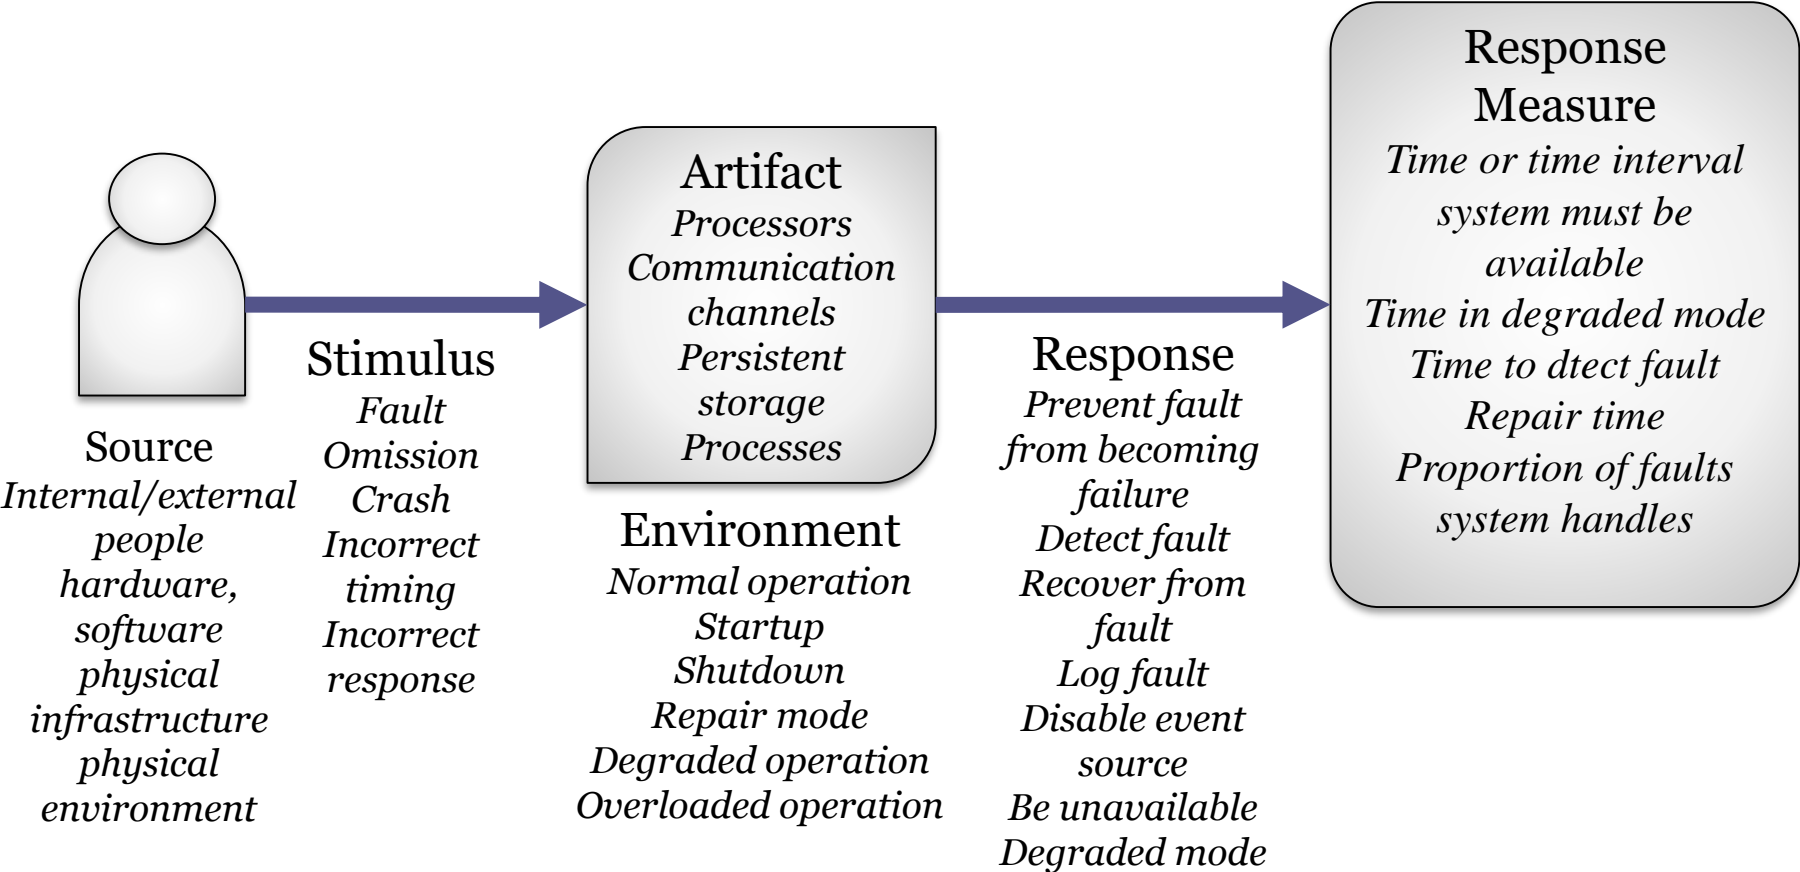 Source
Internal/external
people
hardware,
software
physical
infrastructure
physical
environment
Stimulus
Fault
Omission
Crash
Incorrect
timing
Incorrect
response
Artifact
Processors
Communication
channels
Persistent
storage
Processes
Environment
Normal operation
Startup
Shutdown
Repair mode
Degraded operation
Overloaded operation
Response
Prevent fault
from becoming
failure
Detect fault
Recover from
fault
Log fault
Disable event
source
Be unavailable
Degraded mode
Response
Measure
Time or time interval
system must be
available
Time in degraded mode
Time to dtect fault
Repair time
Proportion of faults
system handles